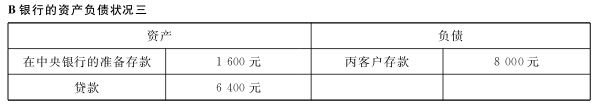 B 银行的资产负债状况三
资产 负债
在中央银行的准备存款 1 600 元 丙客户存款 8 000 元
贷款 6 400 元